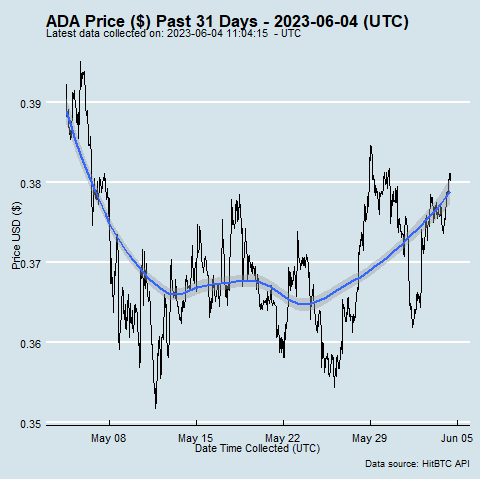 ADA Price ($) Past 31 Days - 2023-06-04 (UTC)
Latest data collected on: 2023-06-04 11:04:15 - UTC
0.39
0.38
0.37
0.36
0.35
Price USD ($)
May 08 May 15 May 22 May 29 Jun 05
Date Time Collected (UTC)
Data source: HitBTC API